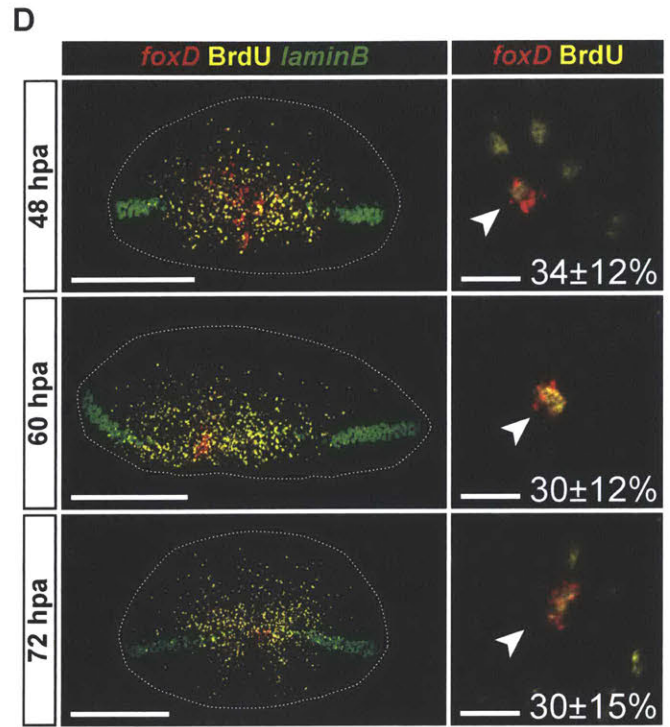 D
foxD BrdU laminB
foxD BrdU
48 hpa
34±12%
60 hpa
30±12%
72 hpa
30±15%